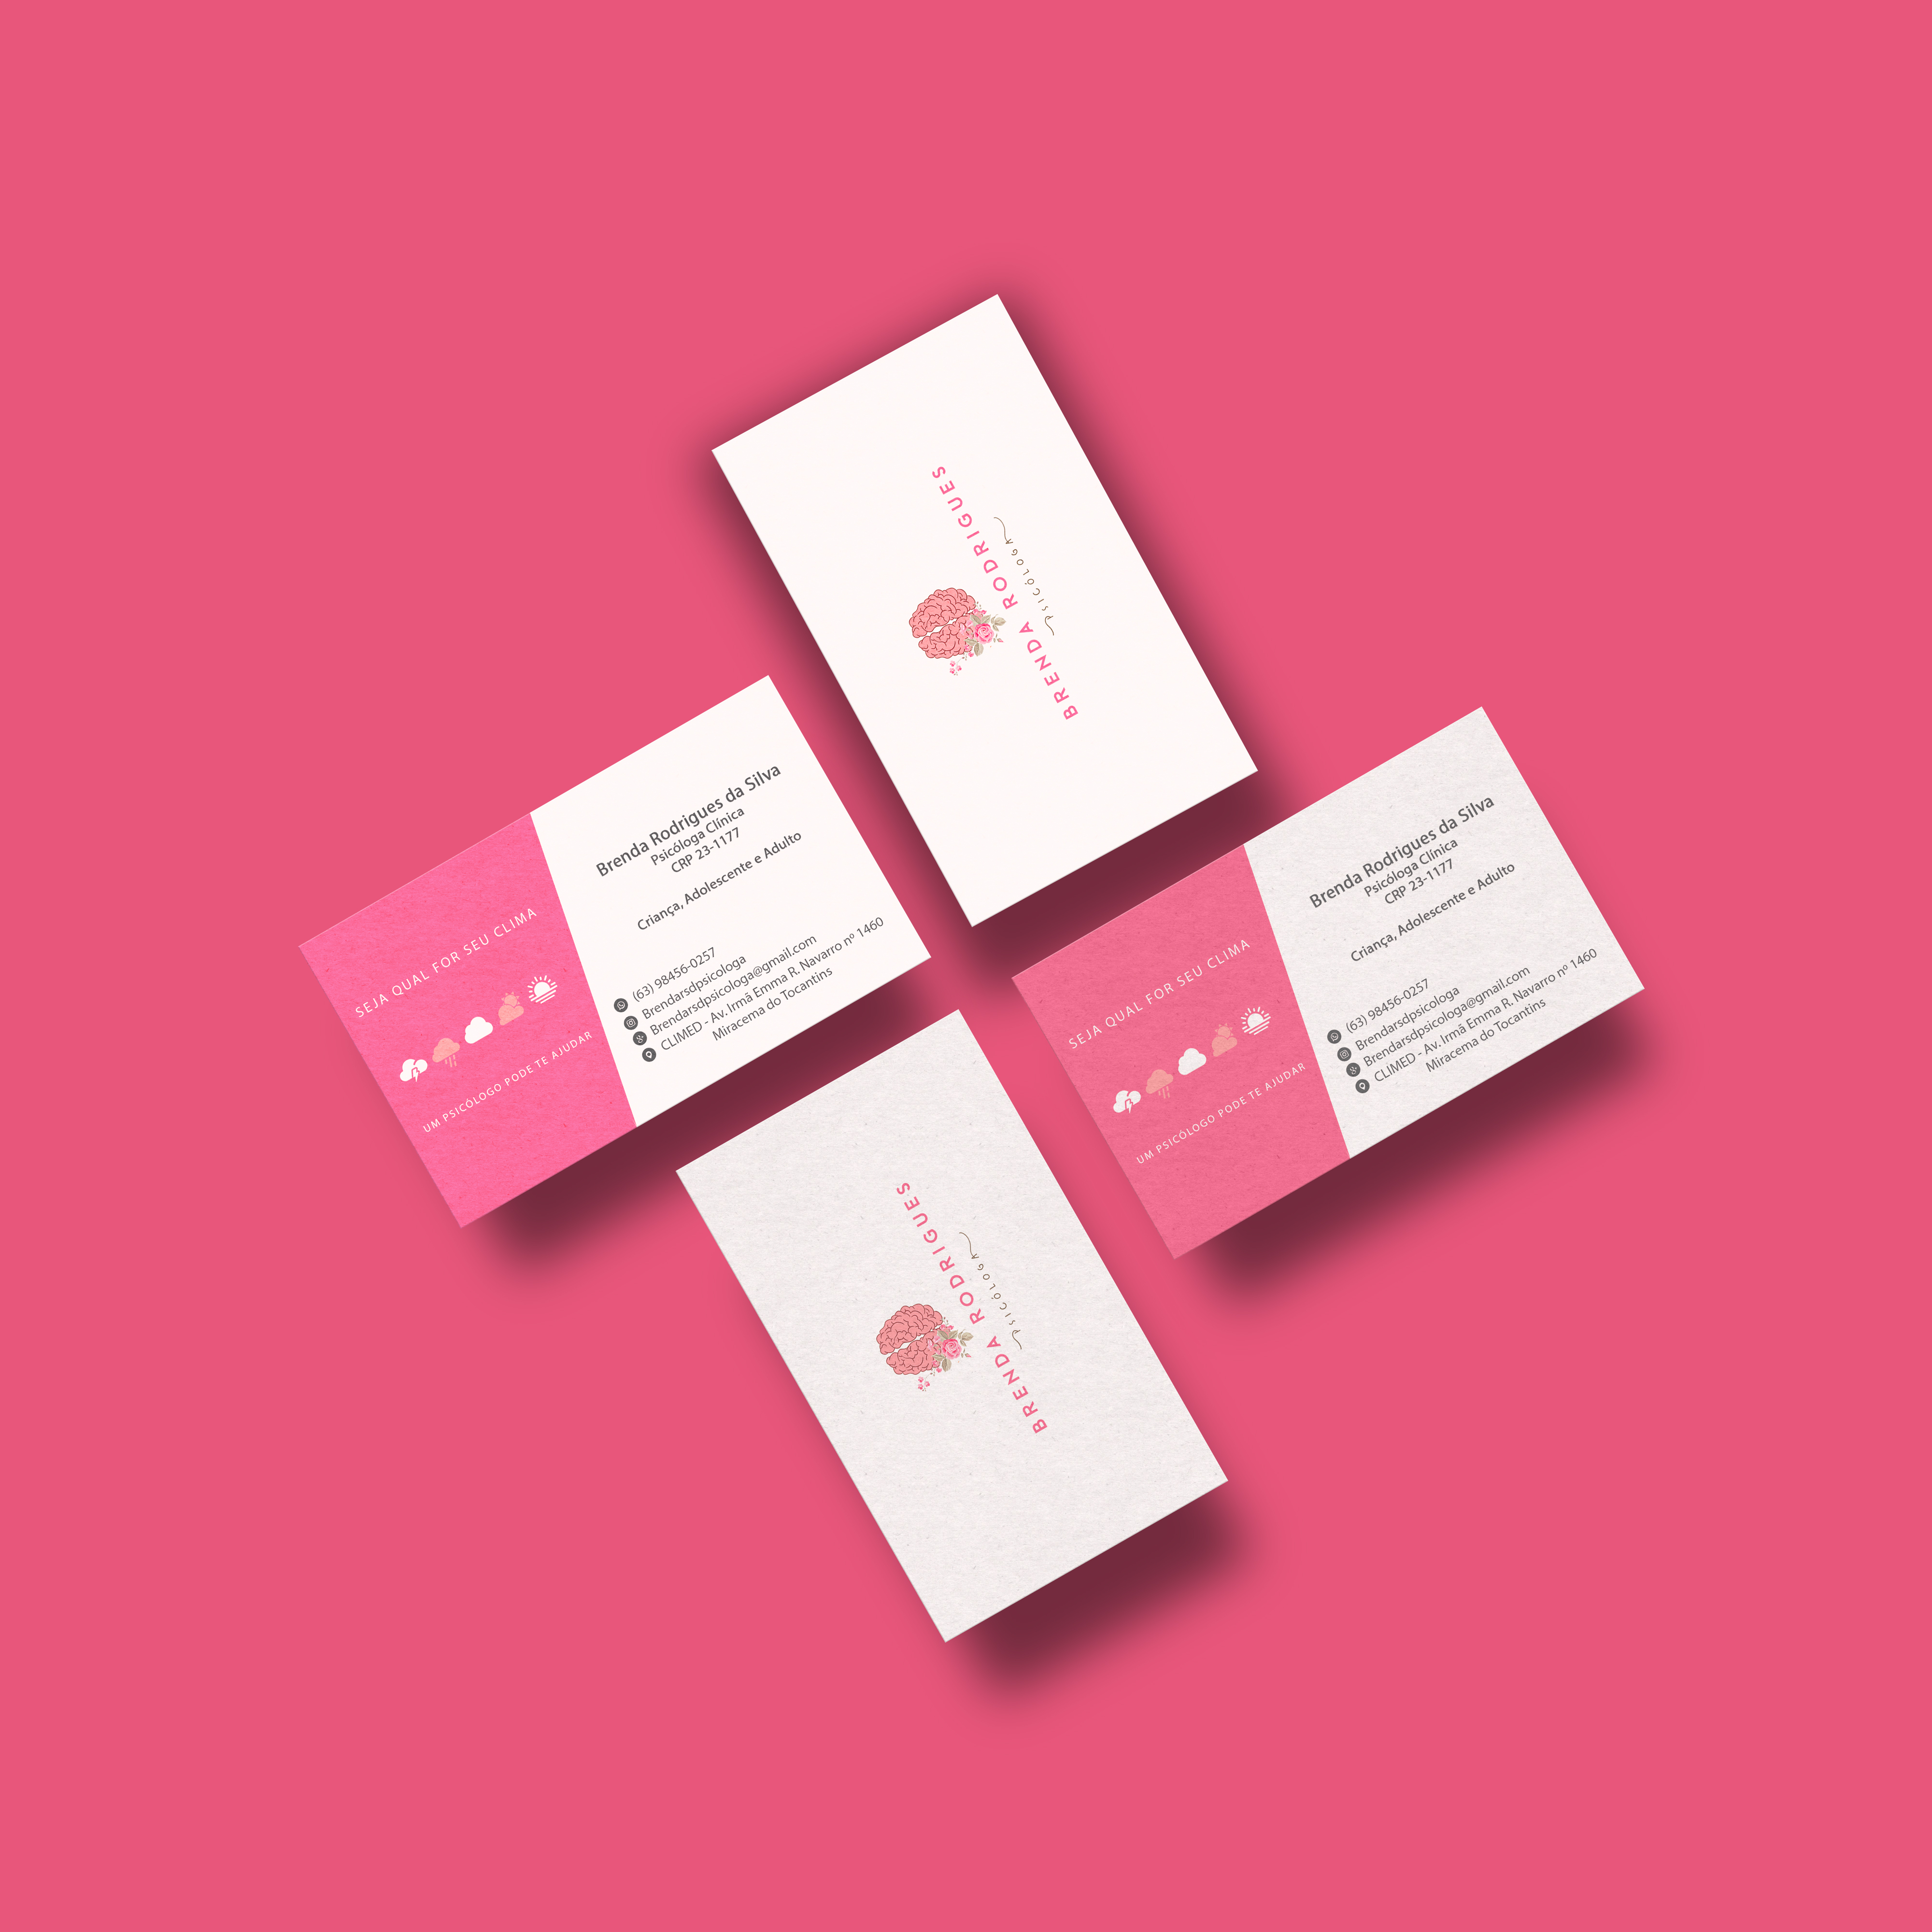 BRENDA RODRIGUES
PSICÓLOGA
Brenda Rodrigues da Silva
Psicóloga Clínica
CRP 23-1177
Criança, Adolescente e Adulto
(63) 98456-0257
Brendarsdpsicologa
Brendarsdpsicologa@gmail.com
CLIMED - Av. Irmã Emma R. Navarro nº 1460
Miracema do Tocantins
SEJA QUAL FOR SEU CLIMA
UM PSICÓLOGO PODE TE AJUDAR
Brenda Rodrigues da Silva
Psicóloga Clínica
CRP 23-1177
Criança, Adolescente e Adulto
(63) 98456-0257
Brendarsdpsicologa
Brendarsdpsicologa@gmail.com
CLIMED - Av. Irmã Emma R. Navarro nº 1460
Miracema do Tocantins
SEJA QUAL FOR SEU CLIMA
UM PSICÓLOGO PODE TE AJUDAR
BRENDA RODRIGUES
PSICÓLOGA